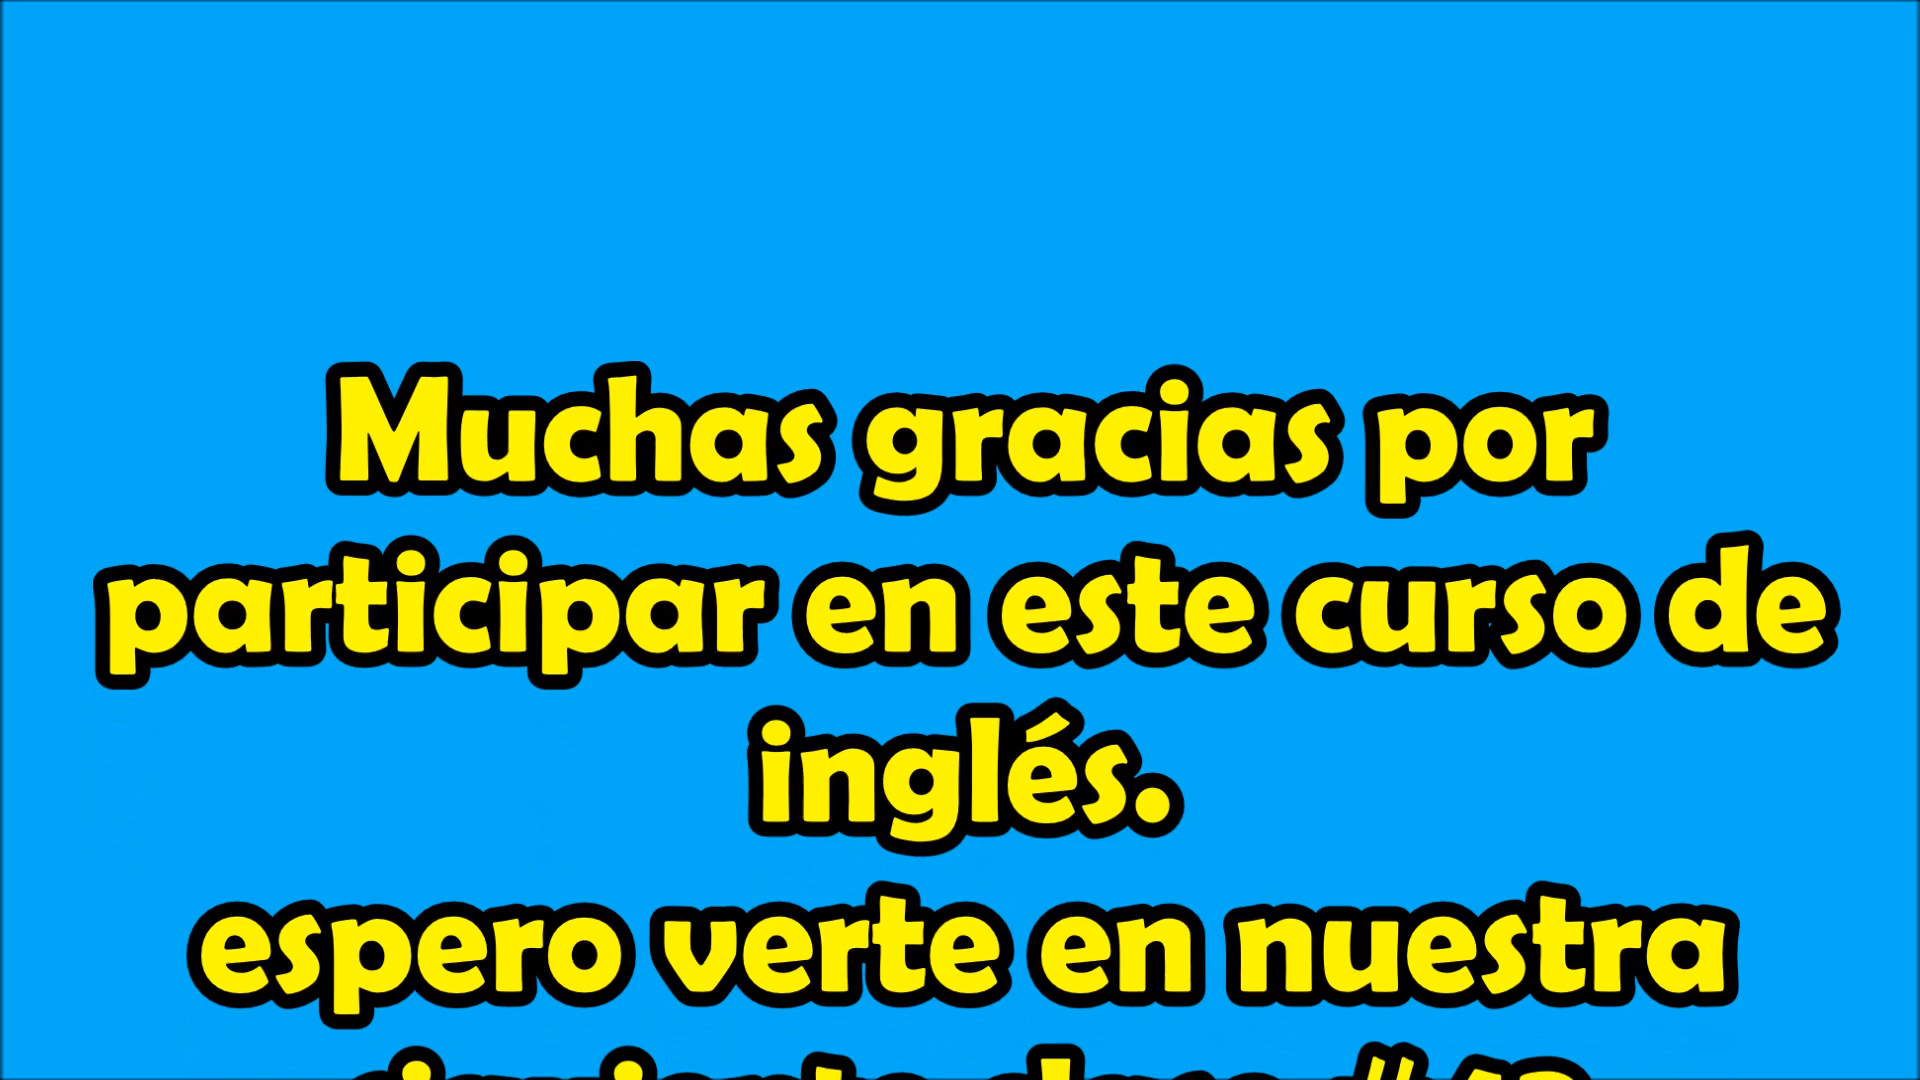 Muchas gracias por
participar en este curso de
inglés.
espero verte en nuestra